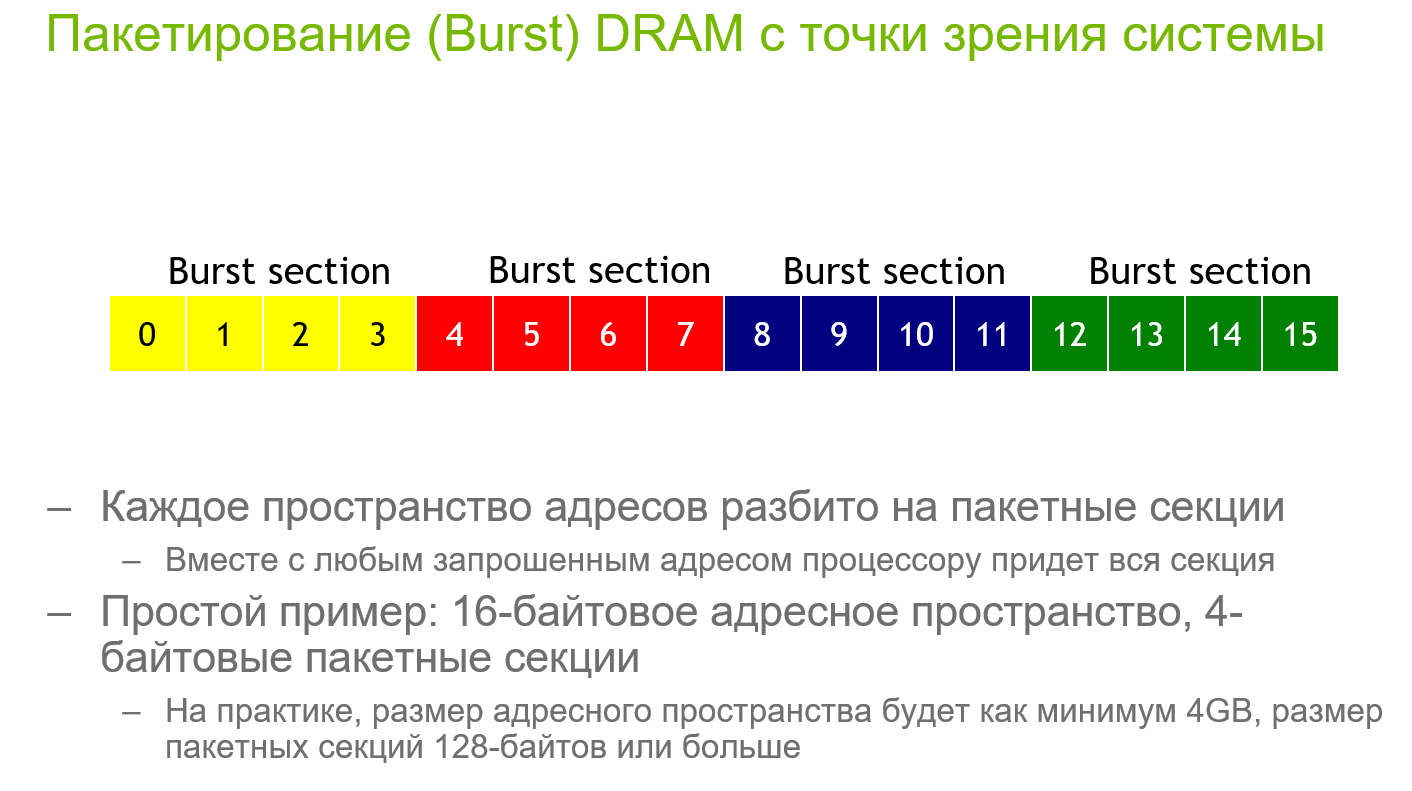 Пакетирование (Burst) DRAM с точки зрения системы
Burst section Burst section Burst section Burst section
0 1 2 3 4 5 6 7 8 9 10 11 12 13 14 15
– Каждое пространство адресов разбито на пакетные секции
– Вместе с любым запрошенным адресом процессору придет вся секция
– Простой пример: 16-байтовое адресное пространство, 4-
байтовые пакетные секции
– На практике, размер адресного пространства будет как минимум 4GB, размер
пакетных секций 128-байтов или больше